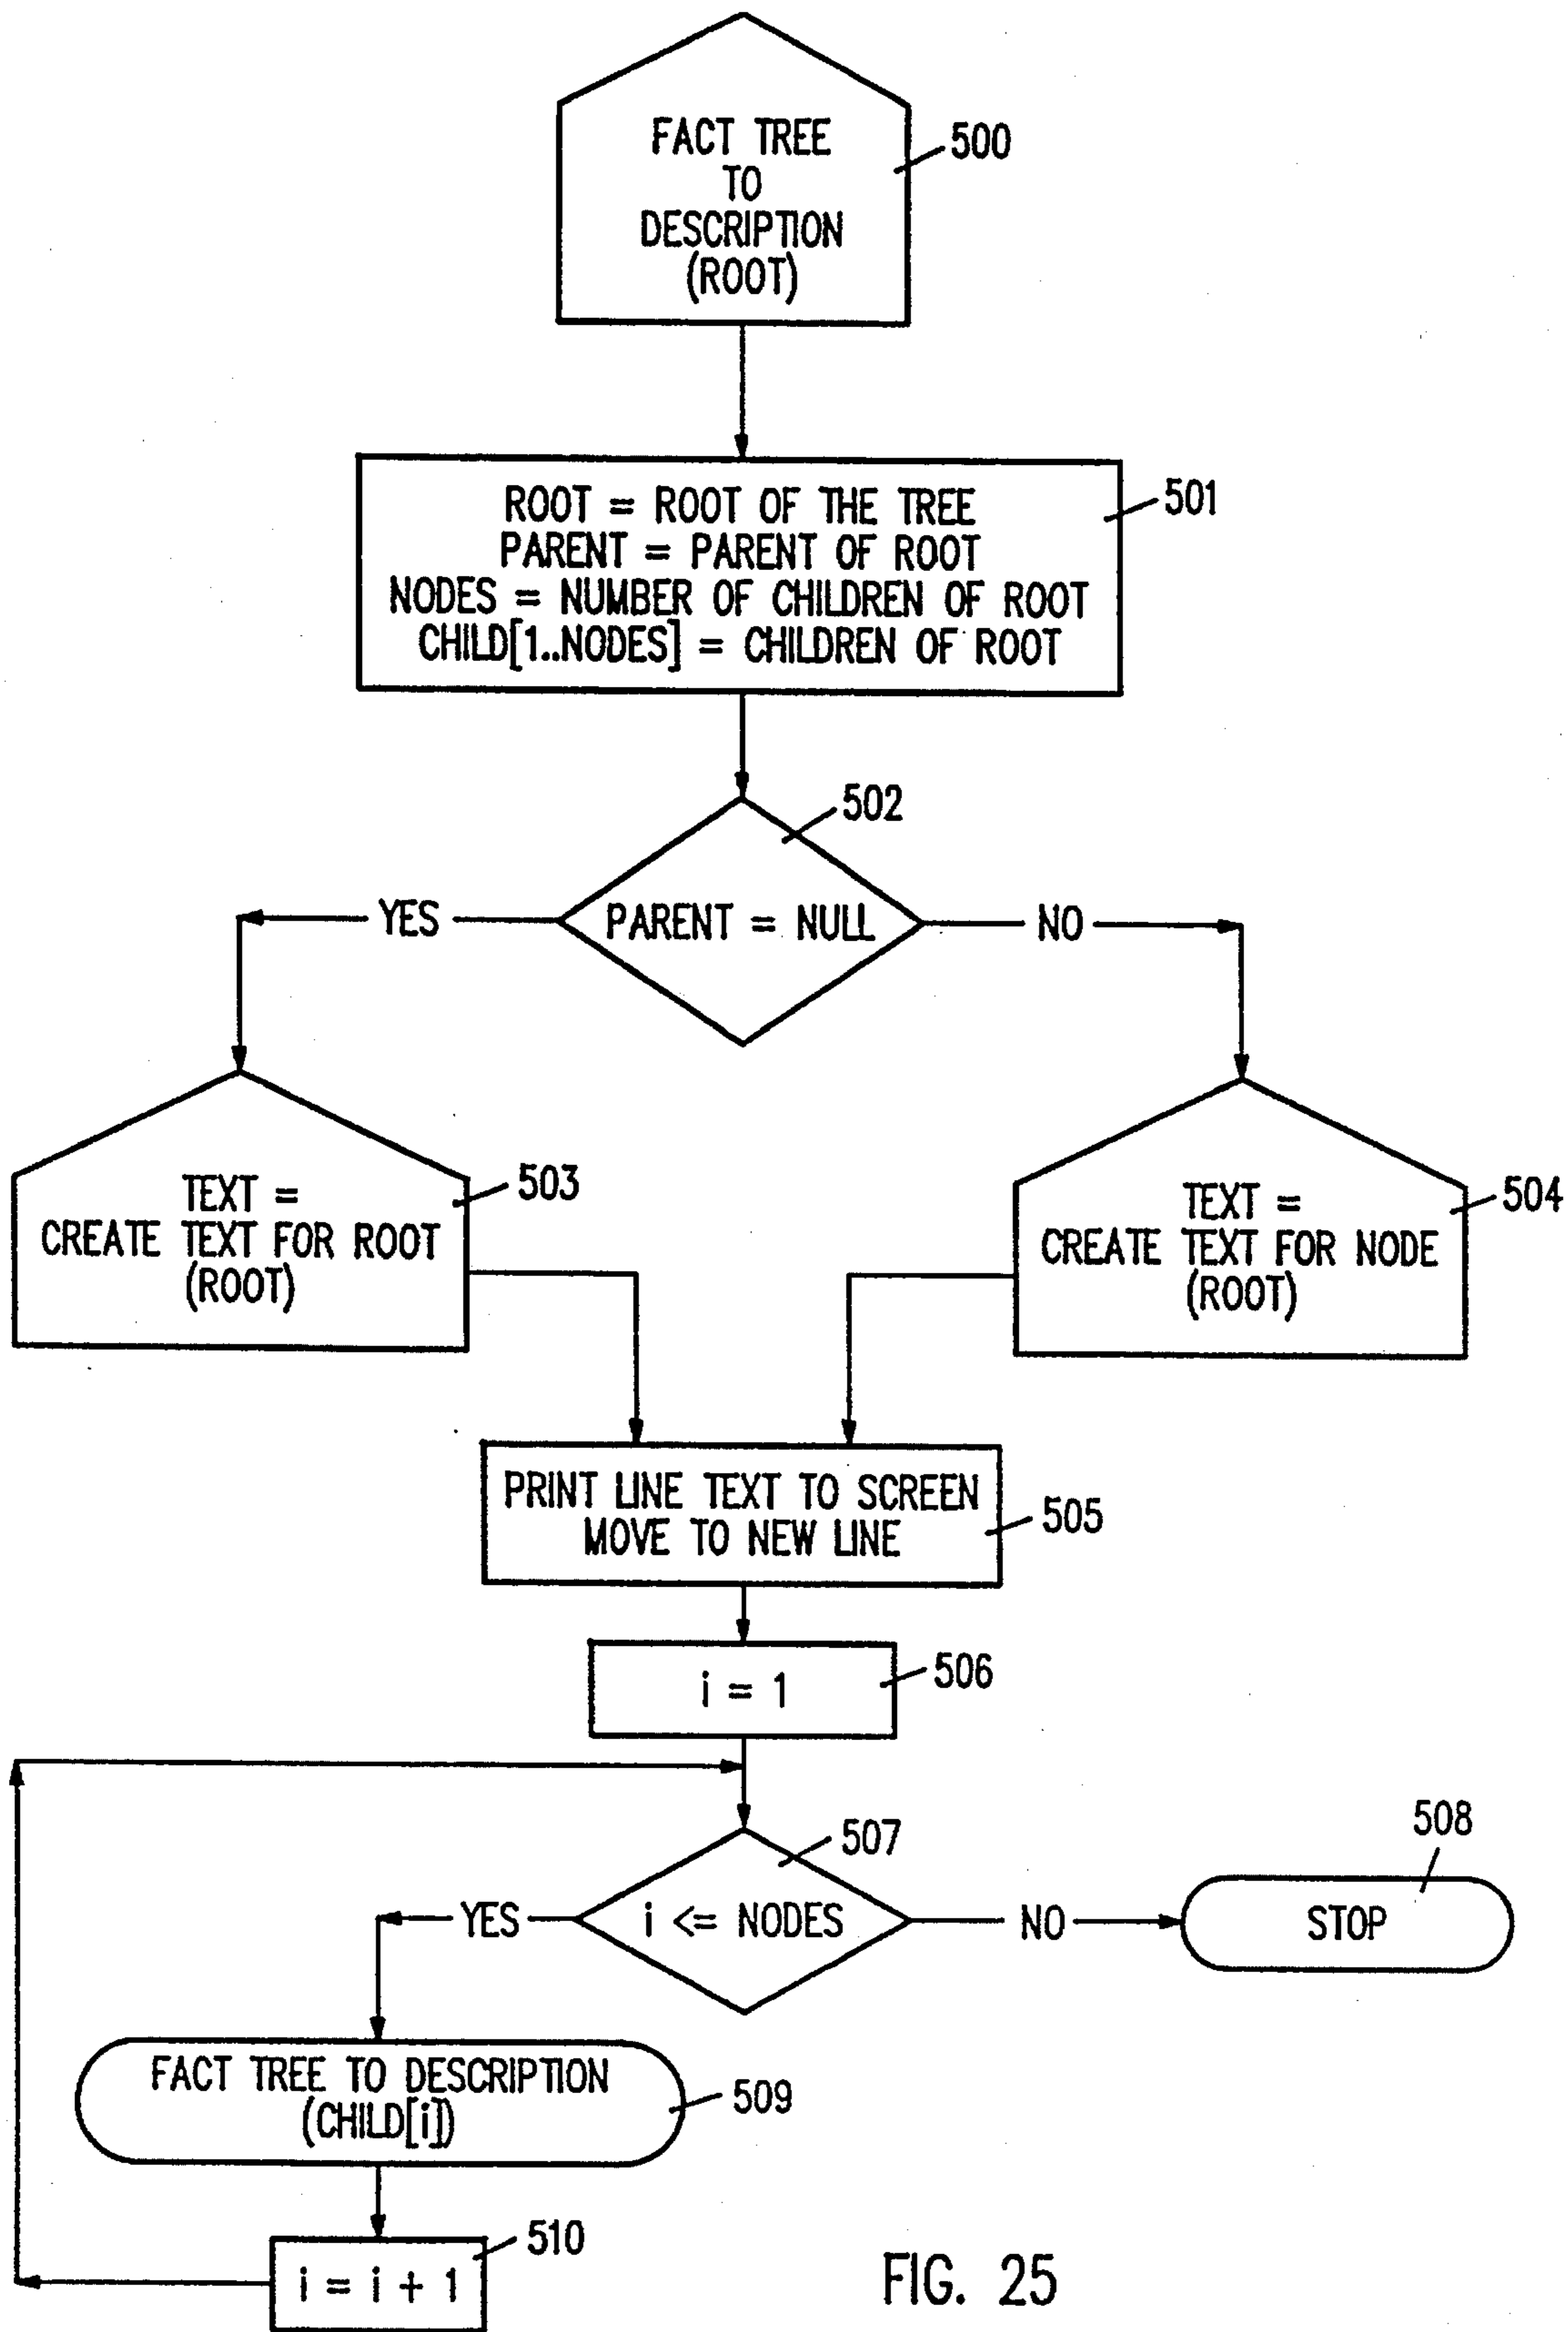 FACT TREE
TO
DESCRIPTION
(ROOT)
500
ROOT = ROOT OF THE TREE
PARENT = PARENT OF ROOT
NODES = NUMBER OF CHILDREN OF ROOT
CHILD[1..NODES] = CHILDREN OF ROOT
501
502
YES
PARENT = NULL
NO
TEXT =
CREATE TEXT FOR ROOT
(ROOT)
503
TEXT =
CREATE TEXT FOR NODE
(ROOT)
504
PRINT LINE TEXT TO SCREEN
MOVE TO NEW LINE
505
i = 1
506
507
508
YES
i <= NODES
NO
STOP
FACT TREE TO DESCRIPTION
(CHILD[i])
509
510
i = i + 1
FIG. 25